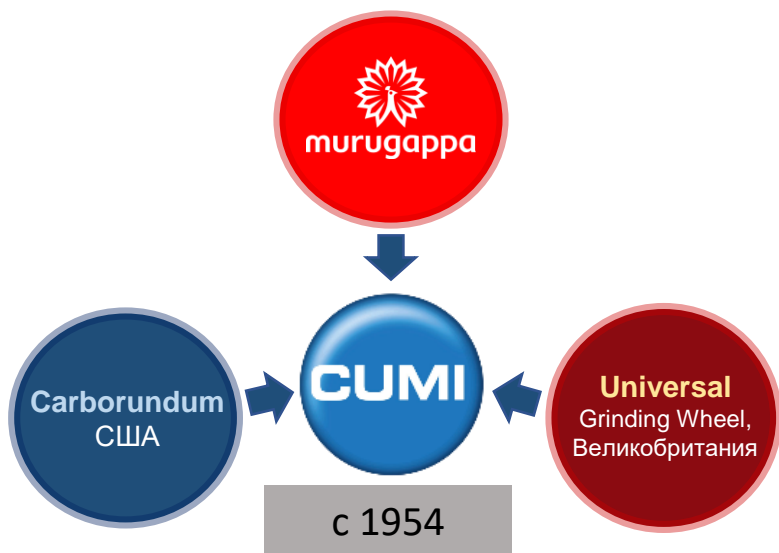 murugappa
Carborundum
США
CUMI
Universal
Grinding Wheel,
Великобритания
с 1954